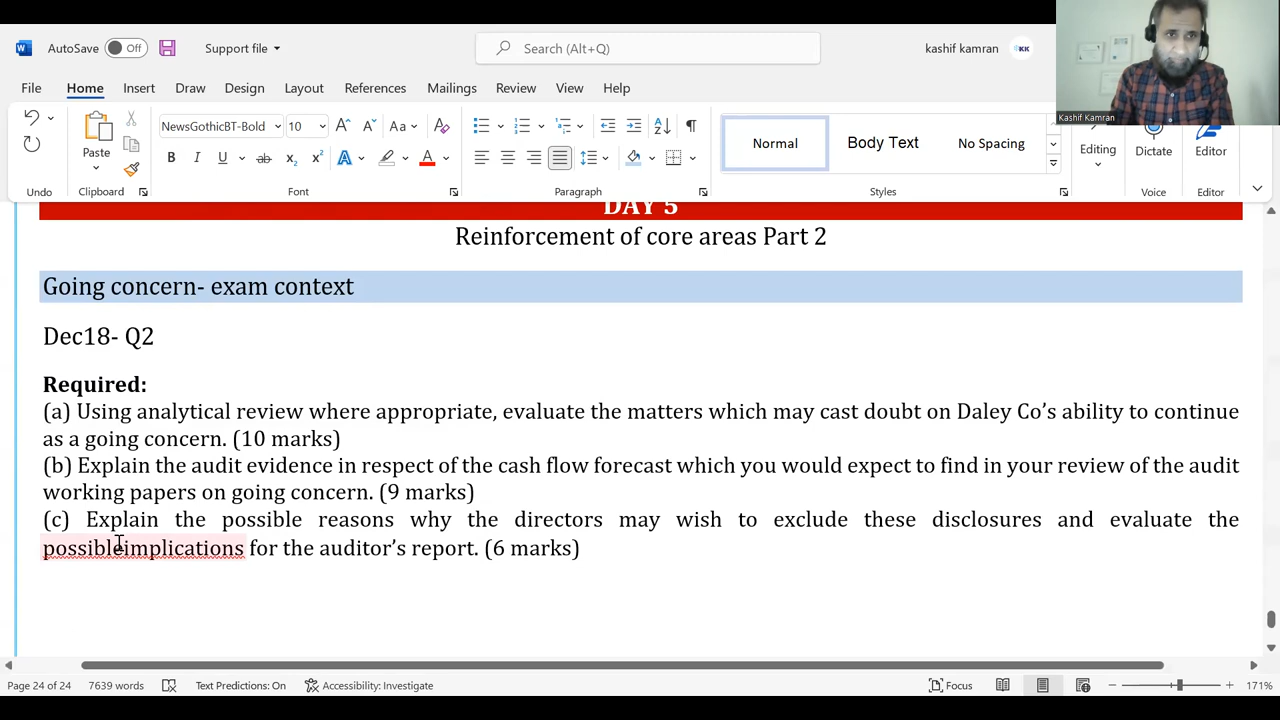 AutoSave Off Support file Search (Alt+Q) kashif kamran KK
File Home Insert Draw Design Layout References Mailings Review View Help
Kashif Kamran
NewsGothicBT-Bold 10 Aa Normal Body Text No Spacing
Paste Editing Dictate Editor
Undo Clipboard Font Paragraph Styles Voice Editor
DAY 5
Reinforcement of core areas Part 2
Going concern- exam context
Dec18- Q2
Required:
(a) Using analytical review where appropriate, evaluate the matters which may cast doubt on Daley Co’s ability to continue
as a going concern. (10 marks)
(b) Explain the audit evidence in respect of the cash flow forecast which you would expect to find in your review of the audit
working papers on going concern. (9 marks)
(c) Explain the possible reasons why the directors may wish to exclude these disclosures and evaluate the
possibleimplications for the auditor’s report. (6 marks)
Page 24 of 24 7639 words Text Predictions: On Accessibility: Investigate Focus 171%